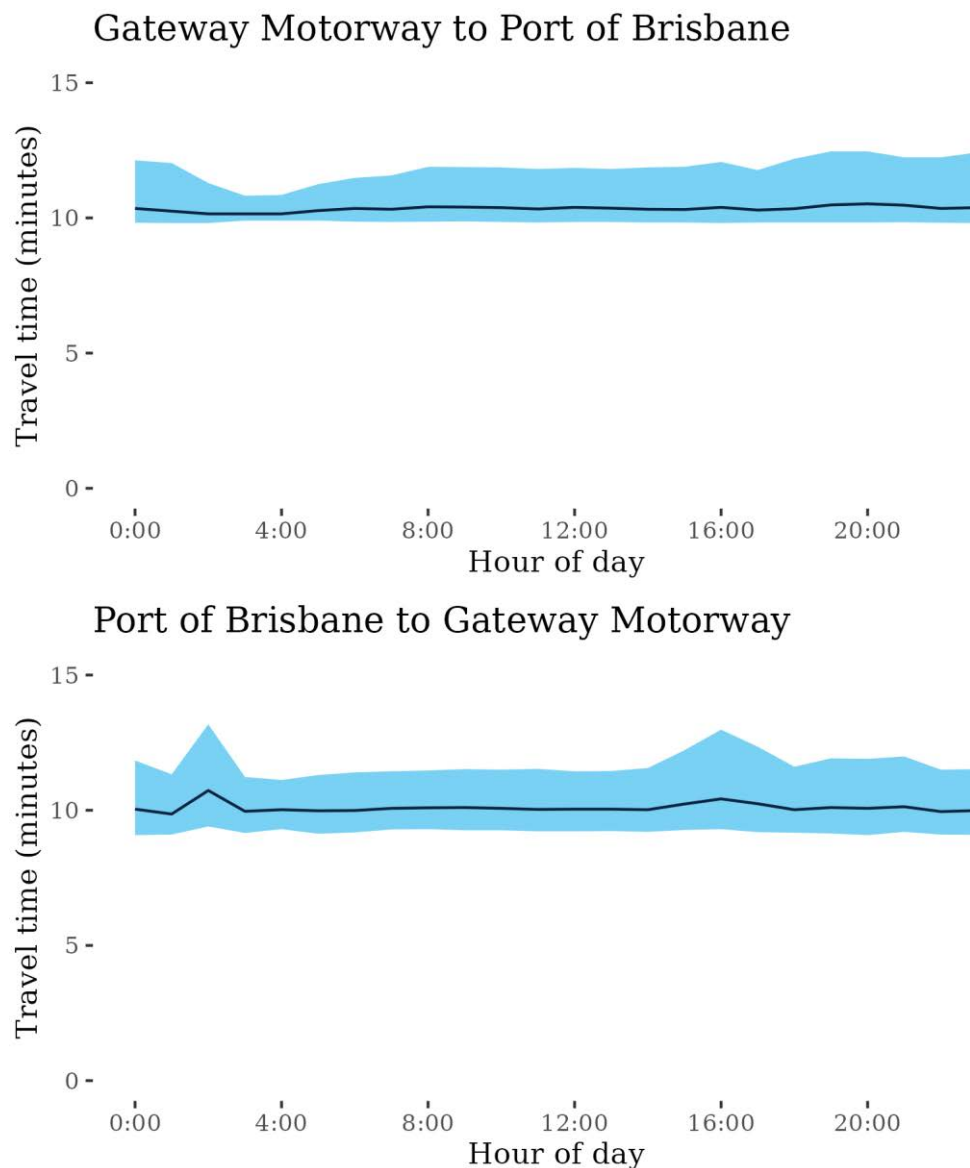 Gateway Motorway to Port of Brisbane
15
10
5
0
Travel time (minutes)
0:00 4:00 8:00 12:00 16:00 20:00
Hour of day
Port of Brisbane to Gateway Motorway
15
10
5
0
Travel time (minutes)
0:00 4:00 8:00 12:00 16:00 20:00
Hour of day